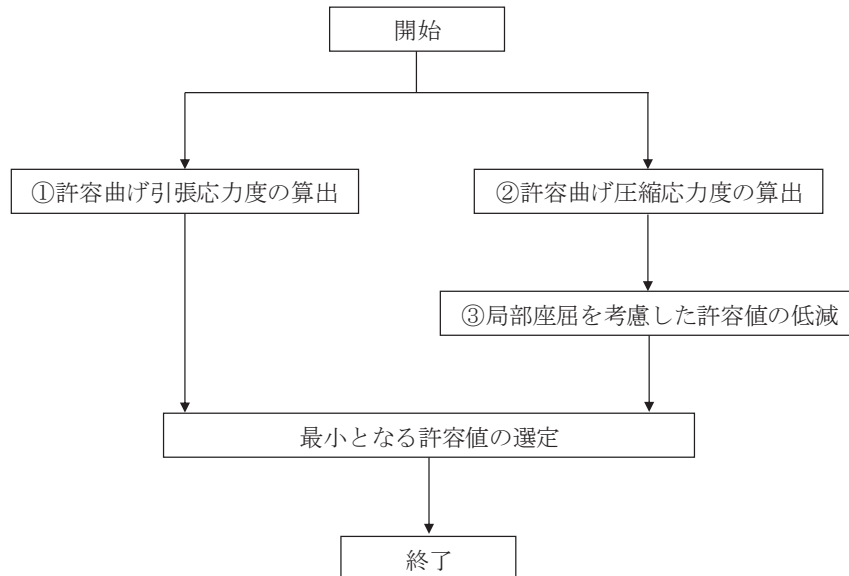 開始
①許容曲げ引張応力度の算出
②許容曲げ圧縮応力度の算出
③局部座屈を考慮した許容値の低減
最小となる許容値の選定
終了